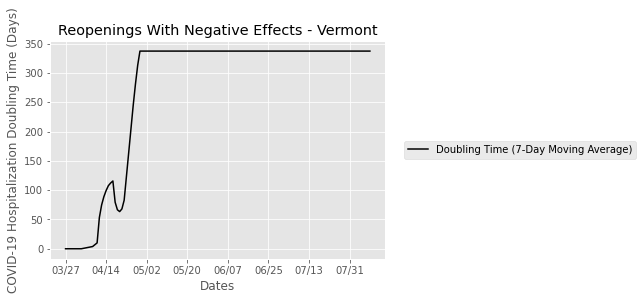 Reopenings With Negative Effects - Vermont
COVID-19 Hospitalization Doubling Time (Days)
350
300
250
200
150
100
50
0
03/27 04/14 05/02 05/20 06/07 06/25 07/13 07/31
Dates
Doubling Time (7-Day Moving Average)